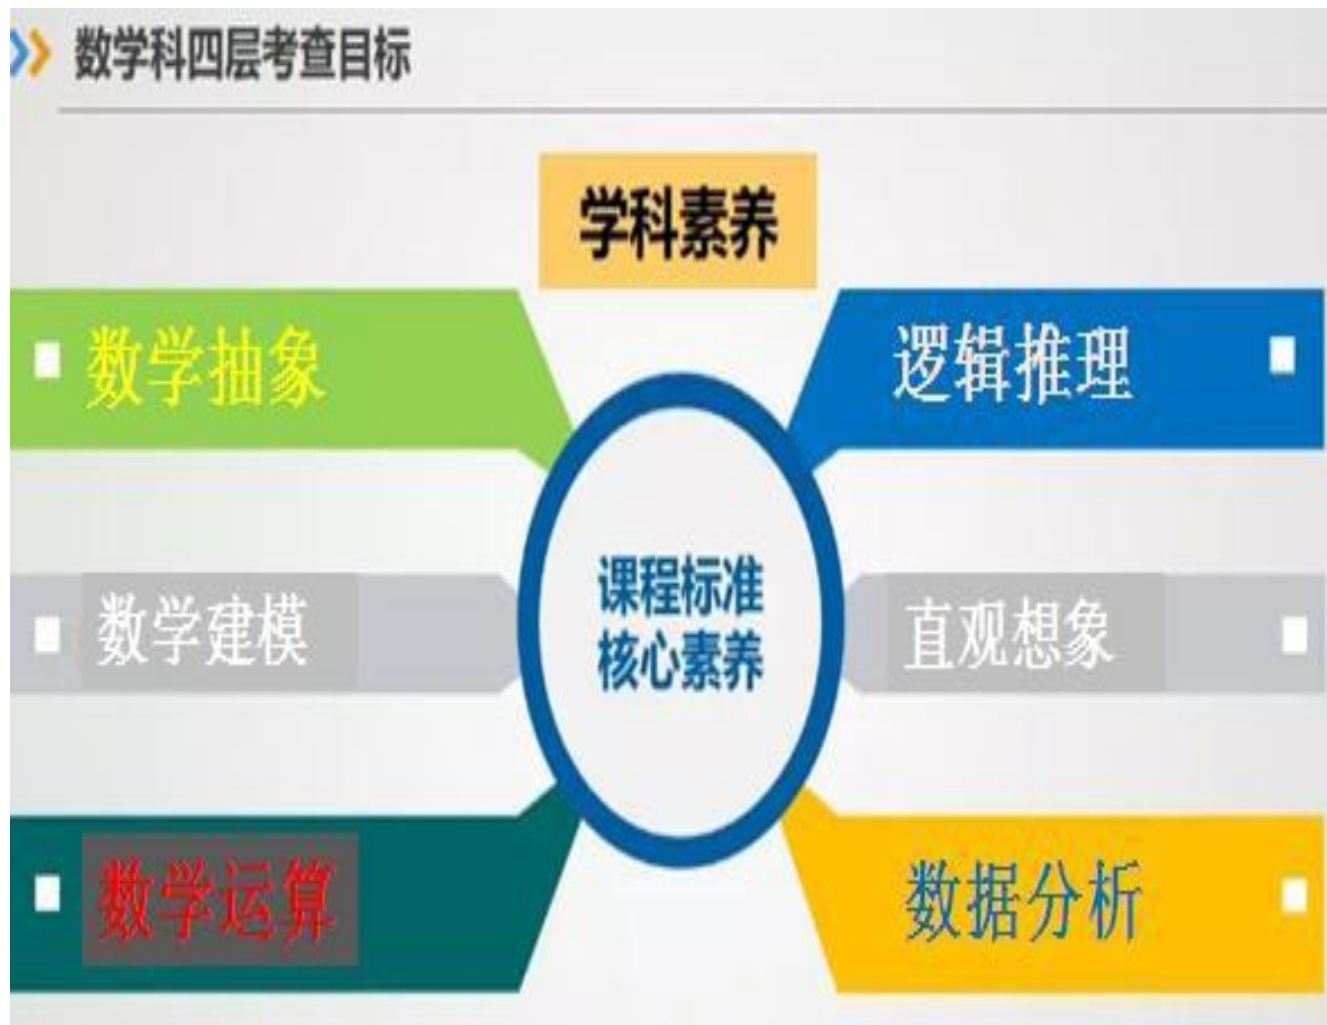 数学科四层考查目标
学科素养
数学抽象
逻辑推理
课程标准
核心素养
数学建模
直观想象
数学运算
数据分析